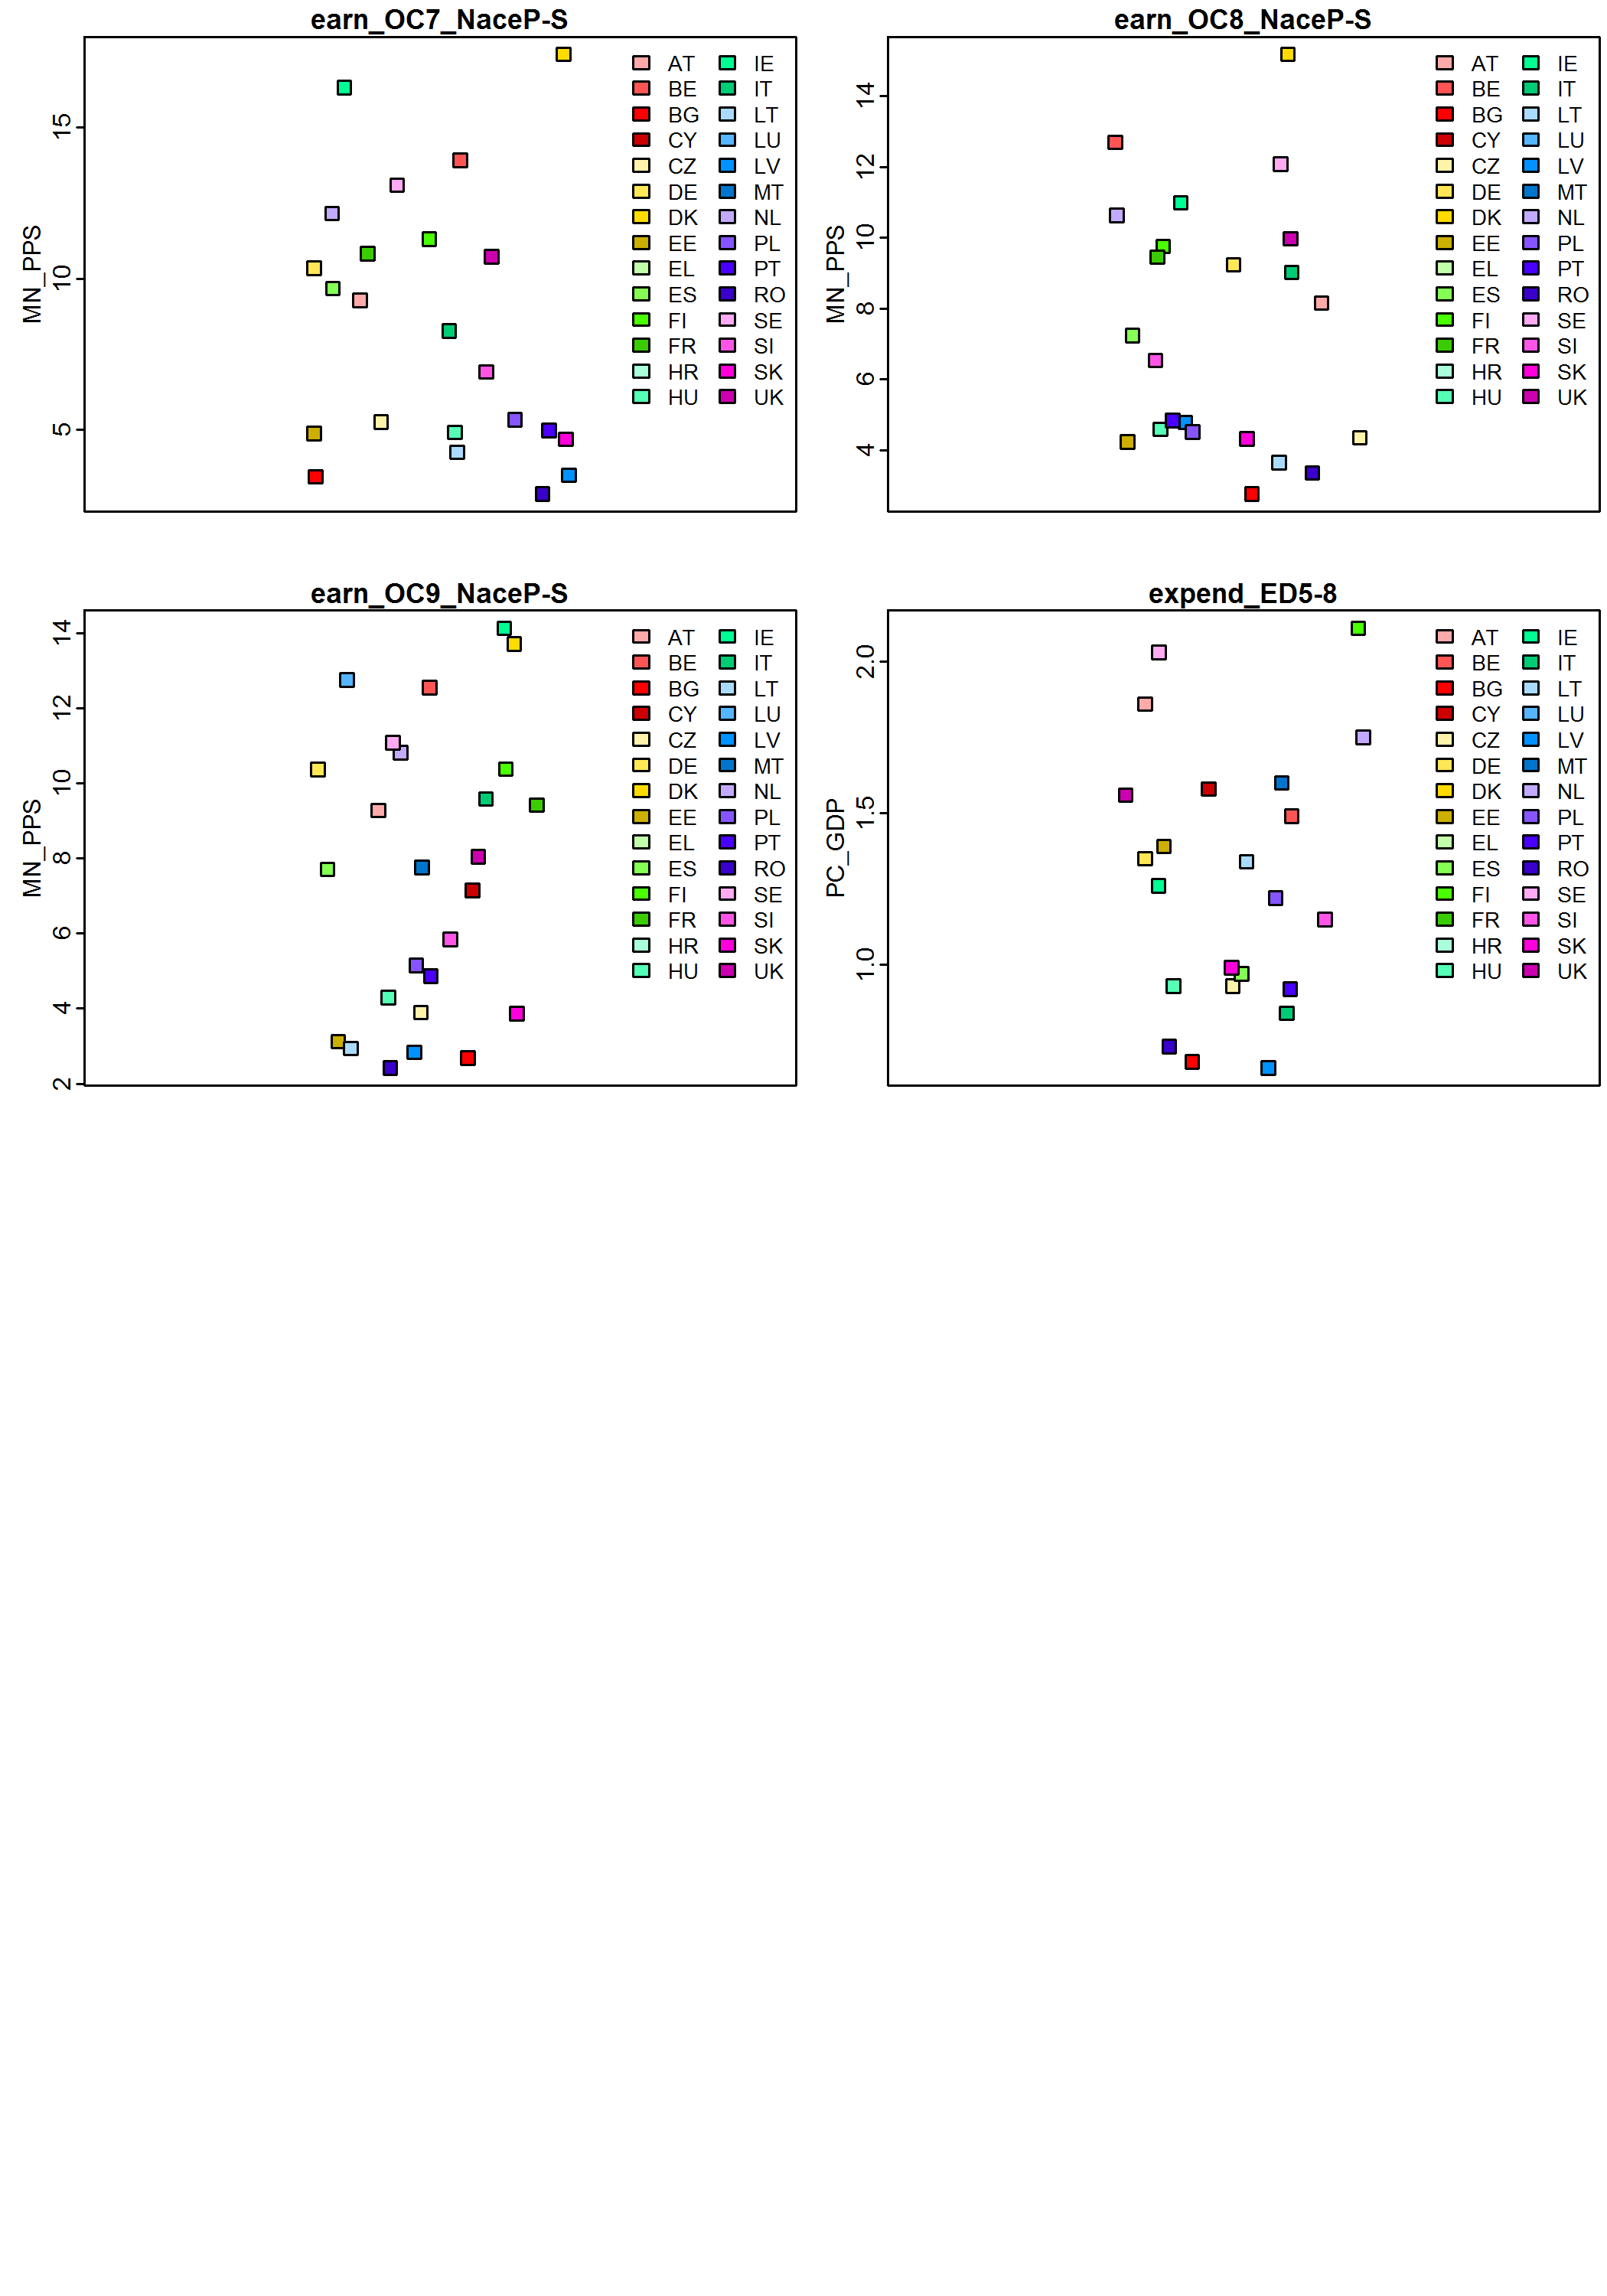 earn_OC7_NaceP-S
MN_PPS
15
10
5
AT IE
BE IT
BG LT
CY LU
CZ LV
DE MT
DK NL
EE PL
EL PT
ES RO
FI SE
FR SI
HR SK
HU UK
earn_OC8_NaceP-S
MN_PPS
14
12
10
8
6
4
AT IE
BE IT
BG LT
CY LU
CZ LV
DE MT
DK NL
EE PL
EL PT
ES RO
FI SE
FR SI
HR SK
HU UK
earn_OC9_NaceP-S
MN_PPS
14
12
10
8
6
4
2
AT IE
BE IT
BG LT
CY LU
CZ LV
DE MT
DK NL
EE PL
EL PT
ES RO
FI SE
FR SI
HR SK
HU UK
expend_ED5-8
PC_GDP
2.0
1.5
1.0
AT IE
BE IT
BG LT
CY LU
CZ LV
DE MT
DK NL
EE PL
EL PT
ES RO
FI SE
FR SI
HR SK
HU UK